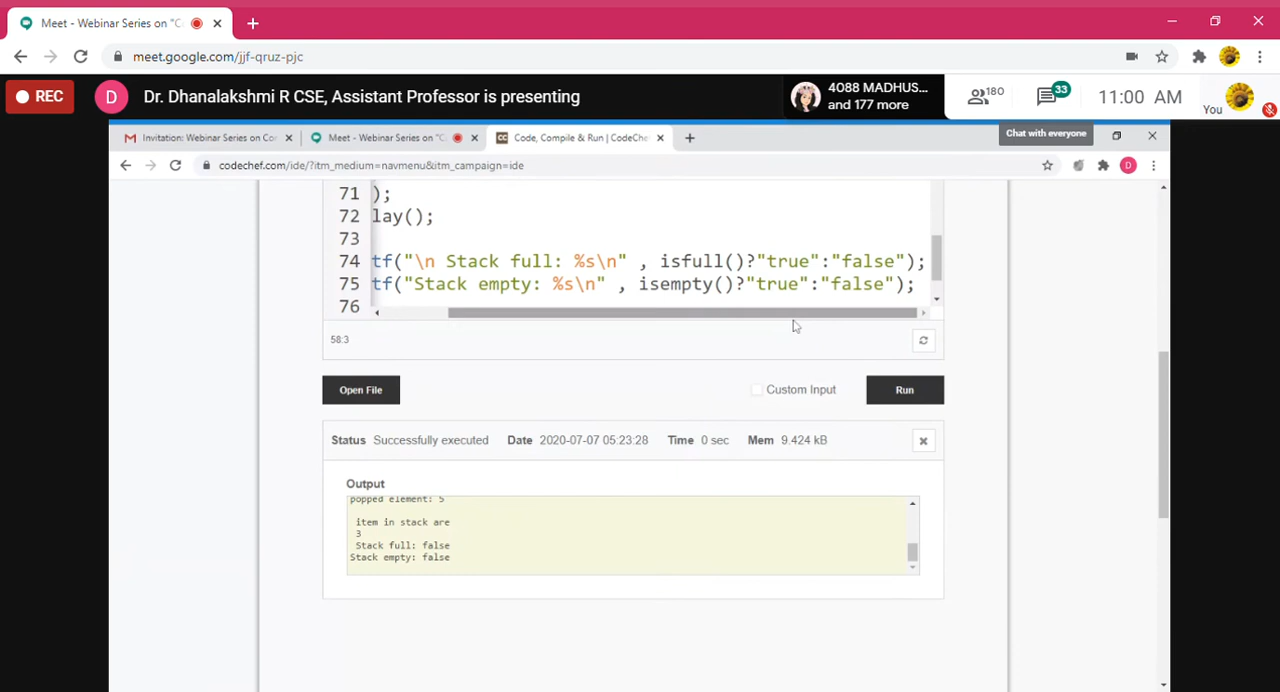 Meet - Webinar Series on "C
meet.google.com/jjf-qruz-pjc
REC
D
Dr. Dhanalakshmi R CSE, Assistant Professor is presenting
4088 MADHUS...
and 177 more
180
33
11:00 AM
You
Invitation: Webinar Series on Con
Meet - Webinar Series on "C
CC
Code, Compile & Run | CodeChe
Chat with everyone
codechef.com/ide/?itm_medium=navmenu&itm_campaign=ide
D
71 );
72 lay();
73
74 tf("\n Stack full: %s\n" , isfull()?"true":"false");
75 tf("Stack empty: %s\n" , isempty()?"true":"false");
76
58:3
Open File
Custom Input
Run
Status Successfully executed Date 2020-07-07 05:23:28 Time 0 sec Mem 9.424 kB
Output
popped element: 5
item in stack are
3
Stack full: false
Stack empty: false